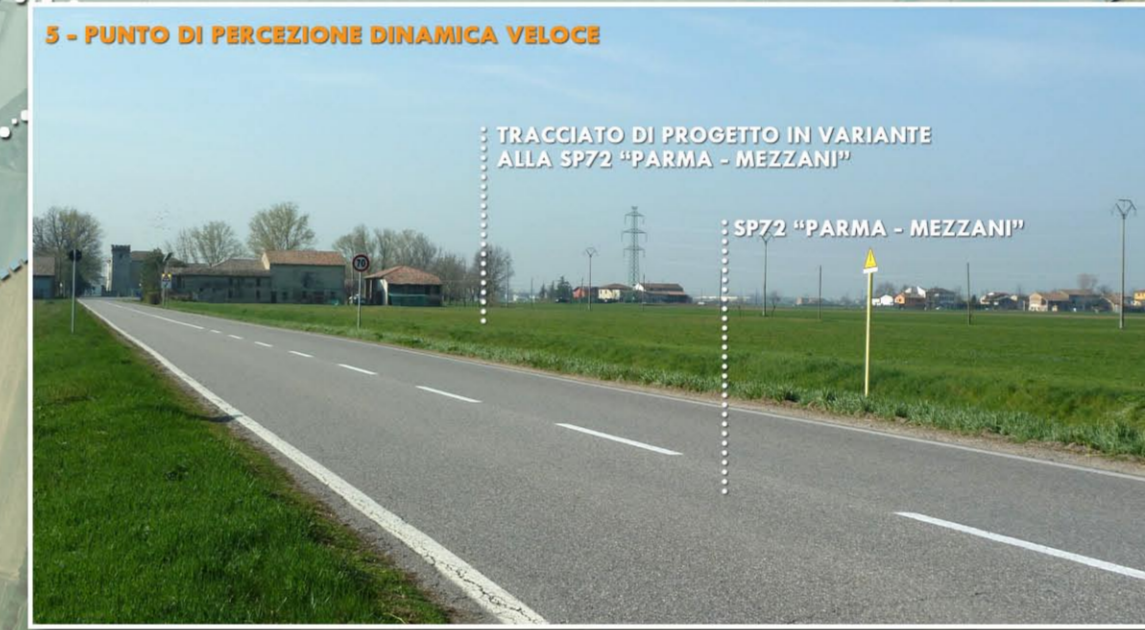 5 - PUNTO DI PERCEZIONE DINAMICA VELOCE
TRACCIATO DI PROGETTO IN VARIANTE
ALLA SP72 "PARMA - MEZZANI"
SP72 "PARMA - MEZZANI"
70